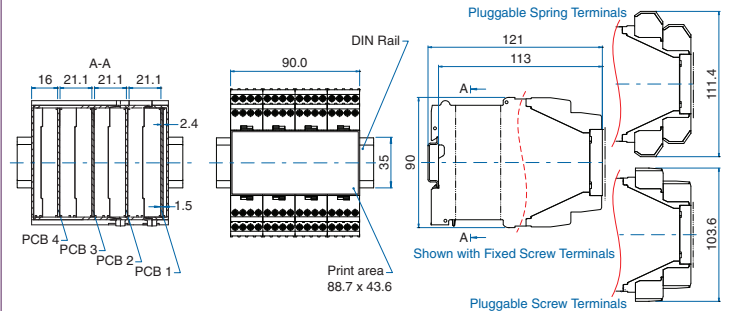 Pluggable Spring Terminals
DIN Rail
121
A-A
90.0
113
16
21.1
21.1
21.1
A
111.4
2.4
35
90
1.5
PCB 4
PCB 3
PCB 2
PCB 1
A
Shown with Fixed Screw Terminals
103.6
Print area
88.7 x 43.6
Pluggable Screw Terminals